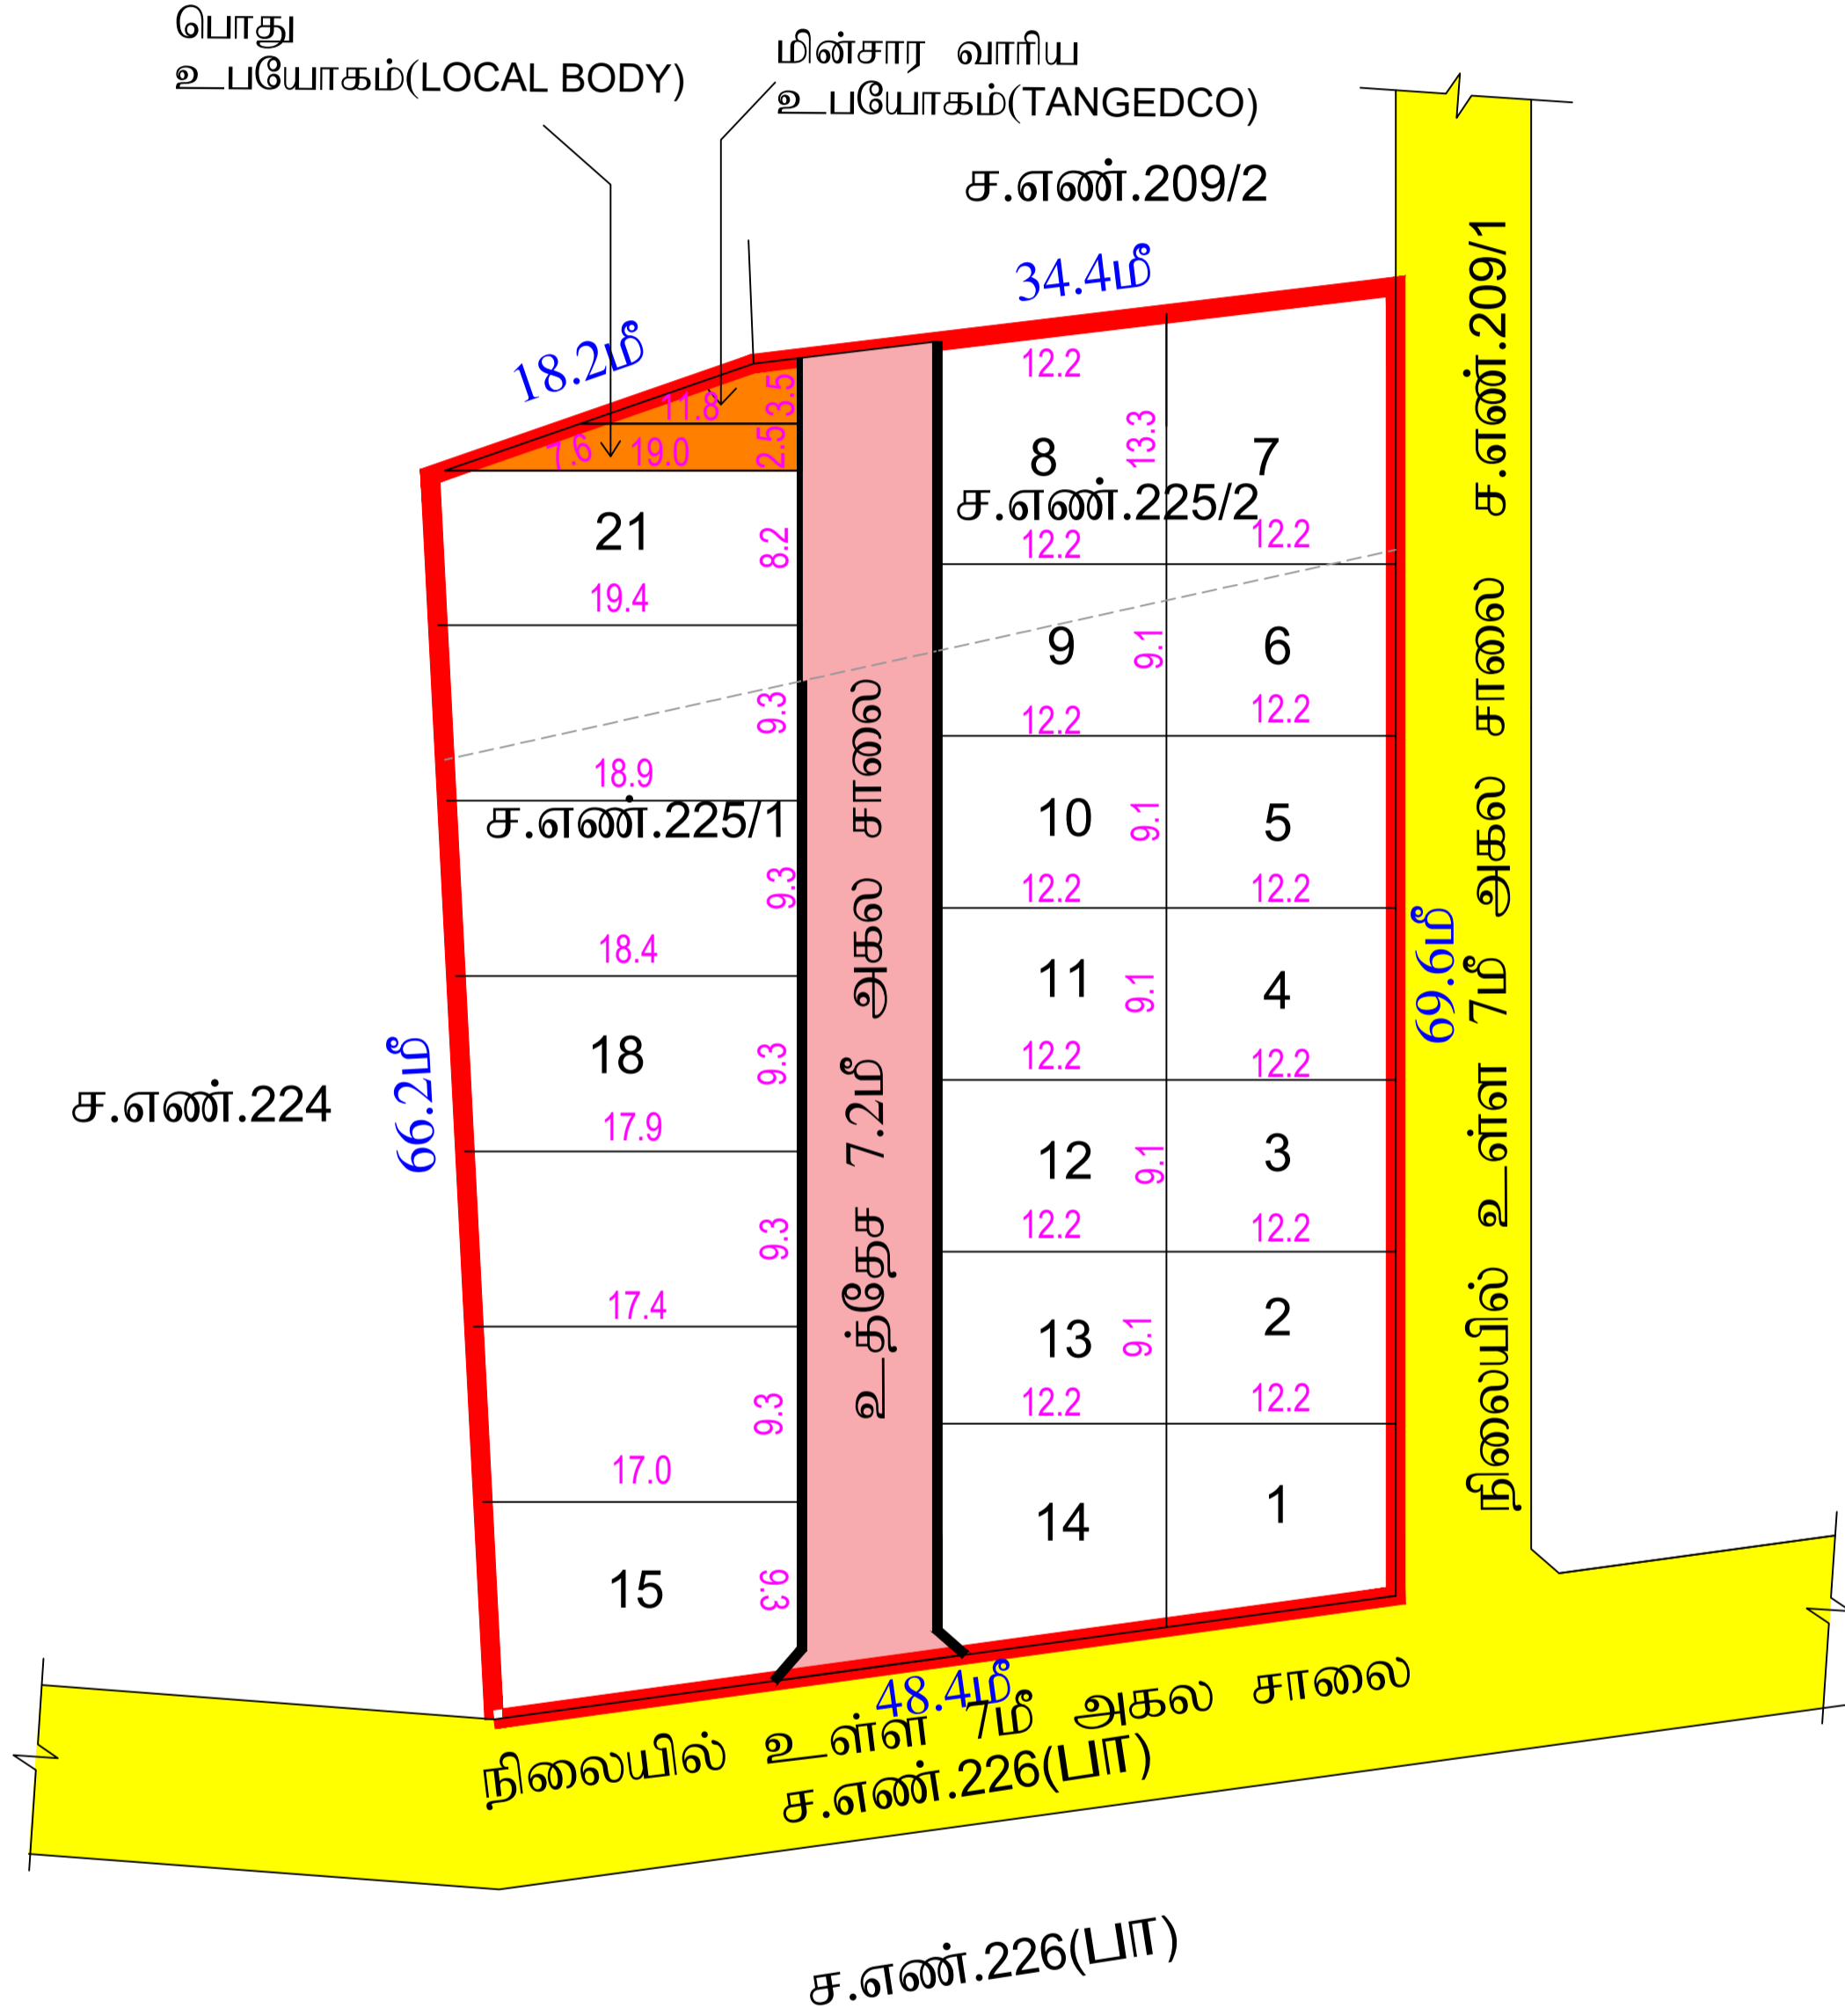 பொது
உபயோகம்(LOCAL BODY)
மின்சார வாரிய
உபயோகம்(TANGEDCO)
ச.எண்.209/2
34.4மீ
18.2மீ
ச.எண்.209/1
12.2
11.8
3.5
7.6
19.0
2.5
8
13.3
7
ச.எண்.225/2
21
8.2
12.2
12.2
19.4
9
9.1
6
9.3
12.2
12.2
18.9
ச.எண்.225/1
10
9.1
5
9.3
12.2
12.2
18.4
11
9.1
4
18
9.3
12.2
12.2
17.9
12
9.1
3
9.3
12.2
12.2
17.4
13
9.1
2
9.3
12.2
12.2
17.0
14
1
15
9.3
உத்தேச 7.2மீ அகல சாலை
நிலையில் உள்ள 7மீ அகல சாலை
69.6மீ
66.2மீ
ச.எண்.224
48.4மீ
நிலையில் உள்ள 7மீ அகல சாலை
ச.எண்.226(பா)
ச.எண்.226(பா)